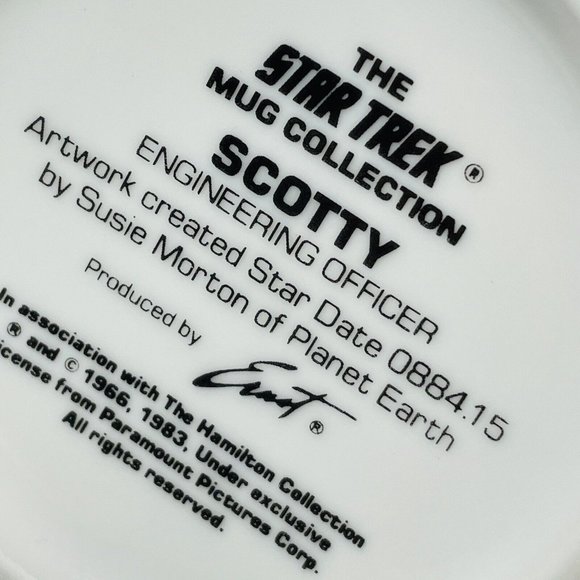 THE
STAR TREK®
MUG COLLECTION
SCOTTY
ENGINEERING OFFICER
Artwork created Star Date 0884.15
by Susie Morton of Planet Earth
Produced by
Ernst®
In association with The Hamilton Collection
® and © 1966, 1983, Under exclusive
license from Paramount Pictures Corp.
All rights reserved.